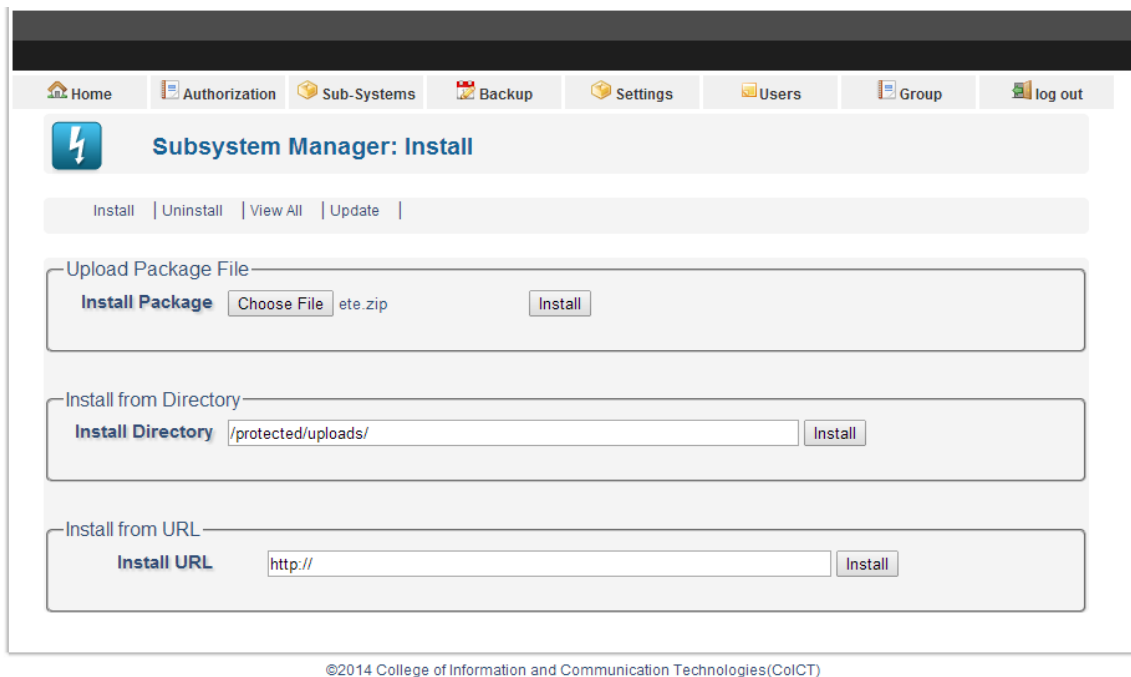 Home Authorization Sub-Systems Backup Settings Users Group log out
Subsystem Manager: Install
Install | Uninstall | View All | Update |
Upload Package File
Install Package Choose File ete.zip Install
Install from Directory
Install Directory /protected/uploads/ Install
Install from URL
Install URL http:// Install
©2014 College of Information and Communication Technologies(CoICT)